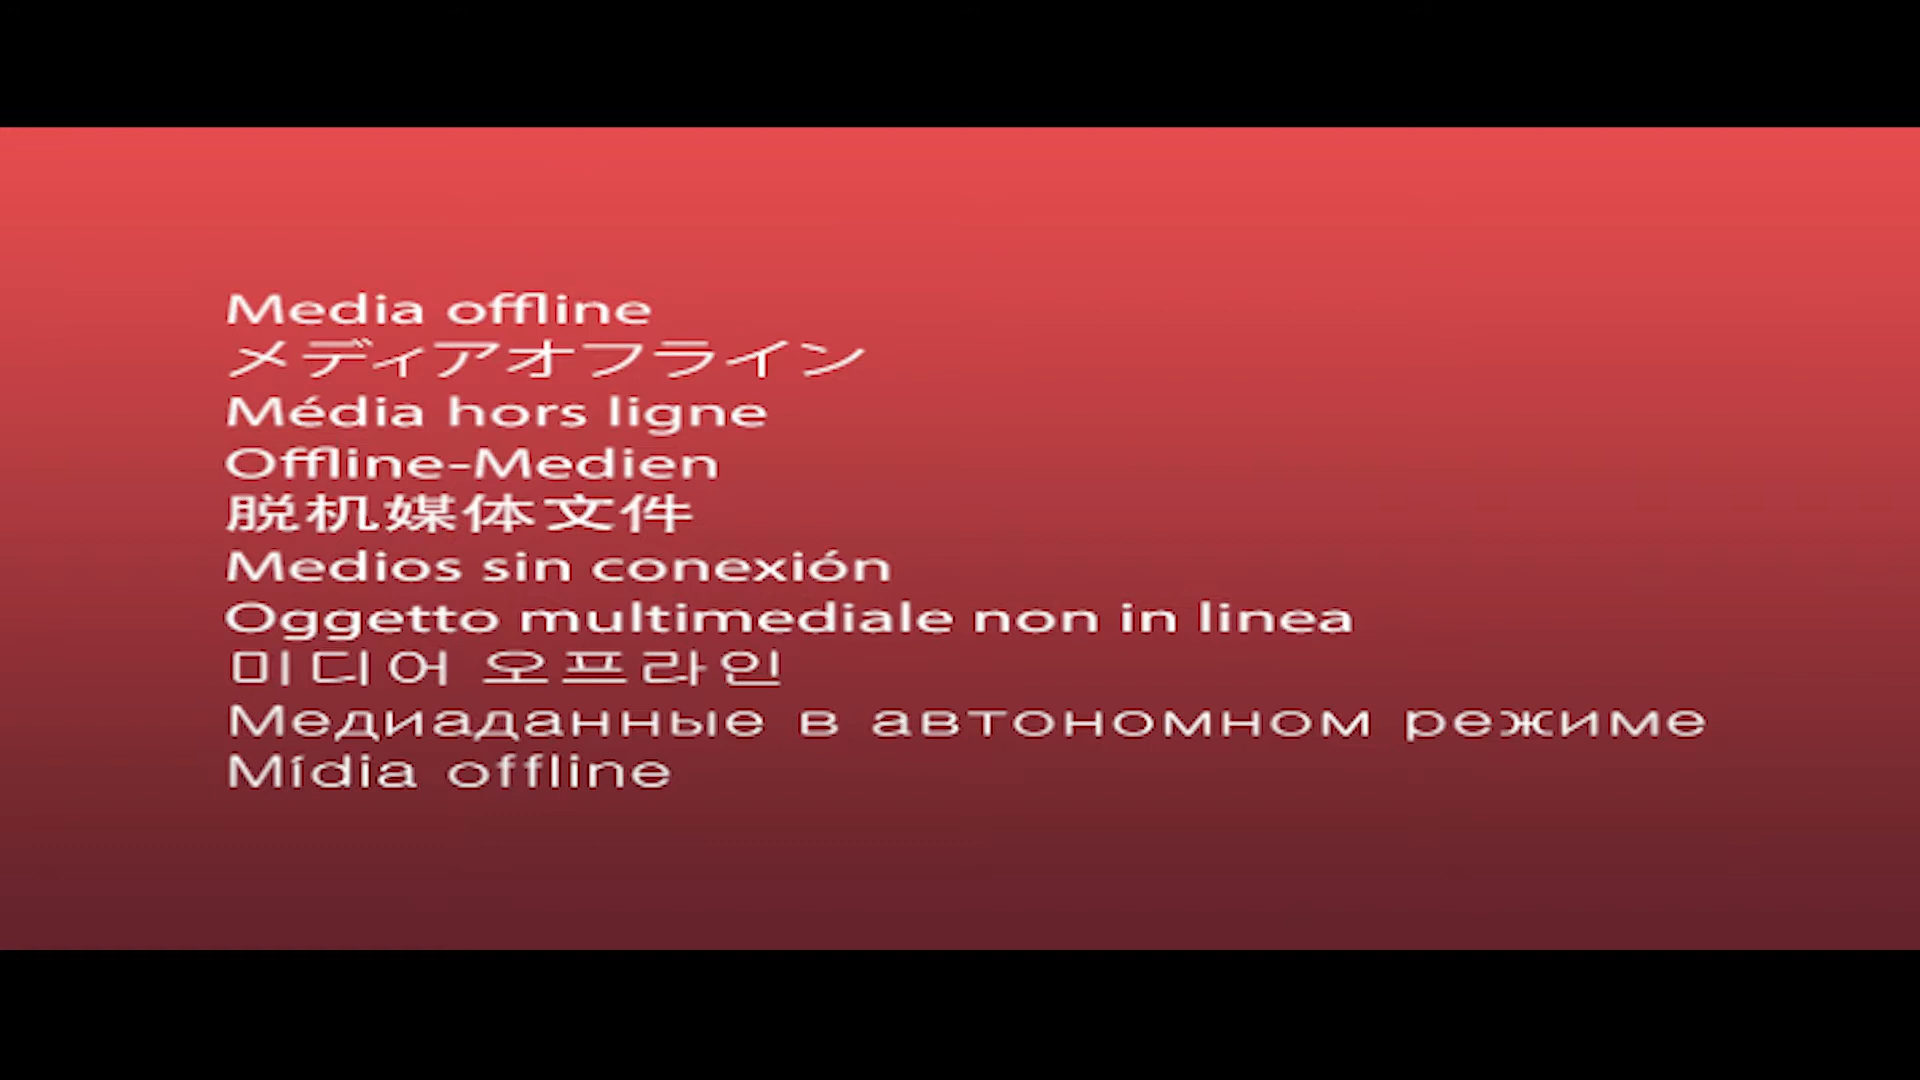 Media offline
メディアオフライン
Média hors ligne
Offline-Medien
脱机媒体文件
Medios sin conexión
Oggetto multimediale non in linea
미디어 오프라인
Медиаданные в автономном режиме
Mídia offline